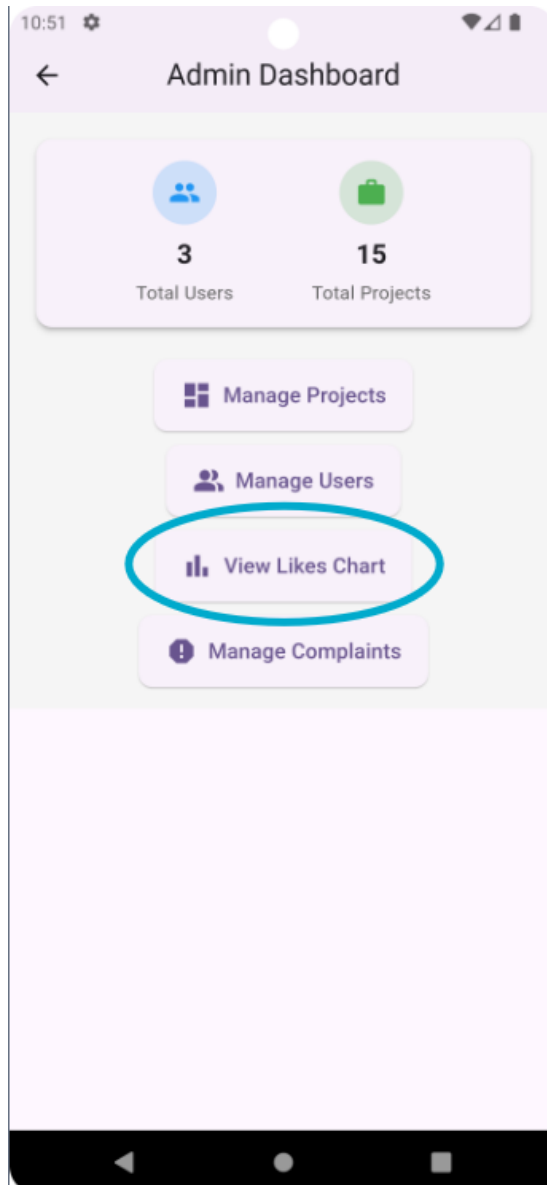 10:51
Admin Dashboard
3 15
Total Users Total Projects
Manage Projects
Manage Users
View Likes Chart
Manage Complaints